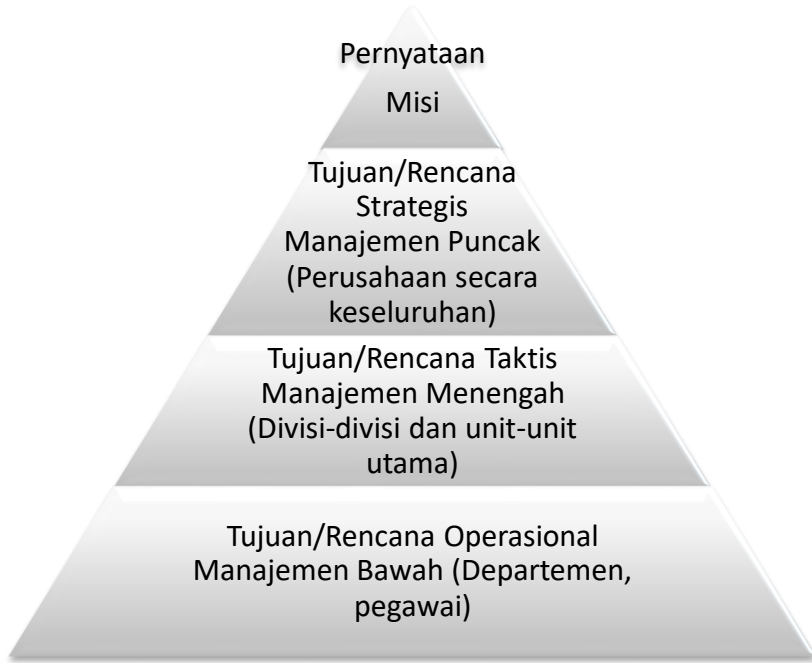 Pernyataan
Misi
Tujuan/Rencana
Strategis
Manajemen Puncak
(Perusahaan secara
keseluruhan)
Tujuan/Rencana Taktis
Manajemen Menengah
(Divisi-divisi dan unit-unit
utama)
Tujuan/Rencana Operasional
Manajemen Bawah (Departemen,
pegawai)